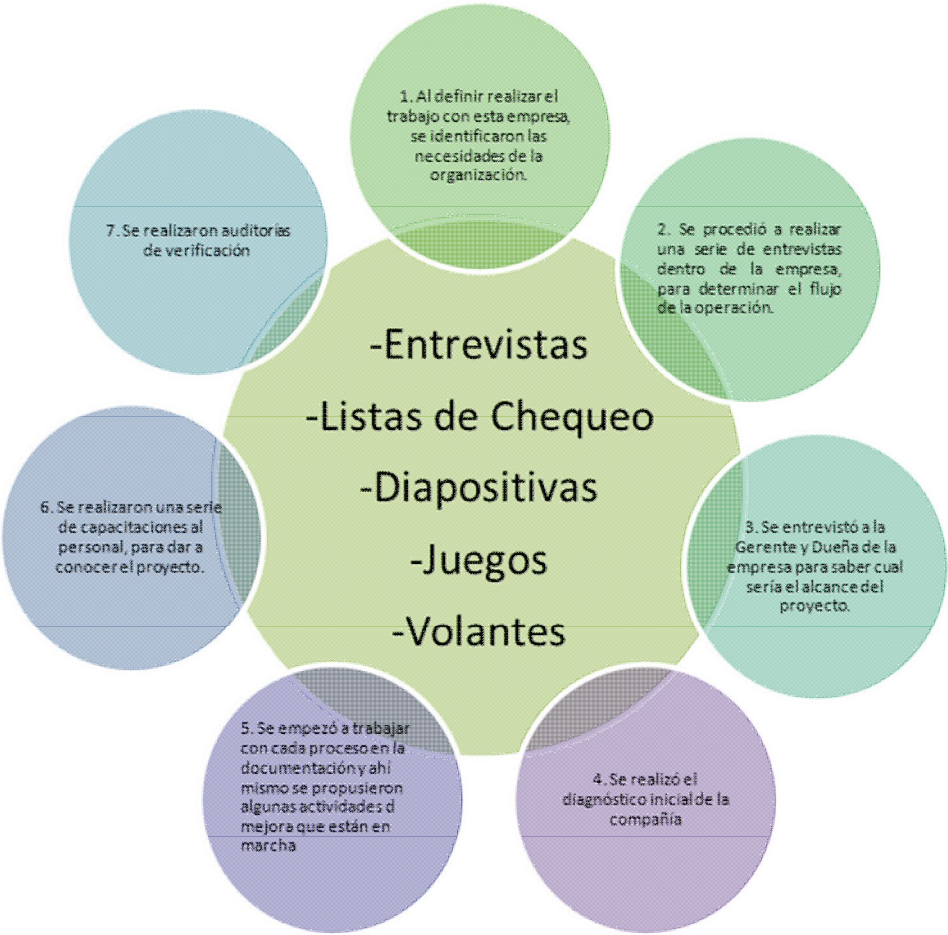 1. Al definir realizar el
trabajo con esta empresa,
se identificaron las
necesidades de la
organización.
2. Se procedió a realizar
una serie de entrevistas
dentro de la empresa,
para determinar el flujo
de la operación.
3. Se entrevistó a la
Gerente y Dueña de la
empresa para saber cual
sería el alcance del
proyecto.
4. Se realizó el
diagnóstico inicial de la
compañía
5. Se empezó a trabajar
con cada proceso en la
documentación y ahí
mismo se propusieron
algunas actividades d
mejora que están en
marcha
6. Se realizaron una serie
de capacitaciones al
personal, para dar a
conocer el proyecto.
7. Se realizaron auditorias
de verificación
-Entrevistas
-Listas de Chequeo
-Diapositivas
-Juegos
-Volantes